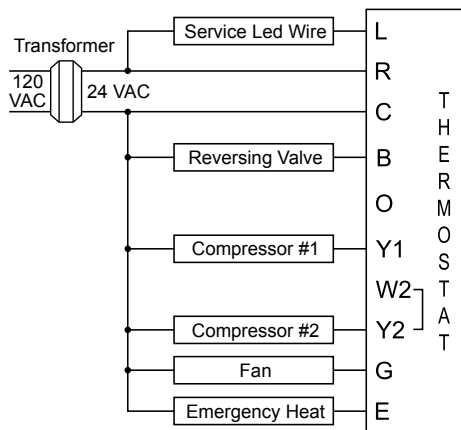 Service Led Wire
L
Transformer
R
120
VAC
24 VAC
C
Reversing Valve
B
O
Compressor #1
Y1
W2
Compressor #2
Y2
Fan
G
Emergency Heat
E
THERMOSTAT